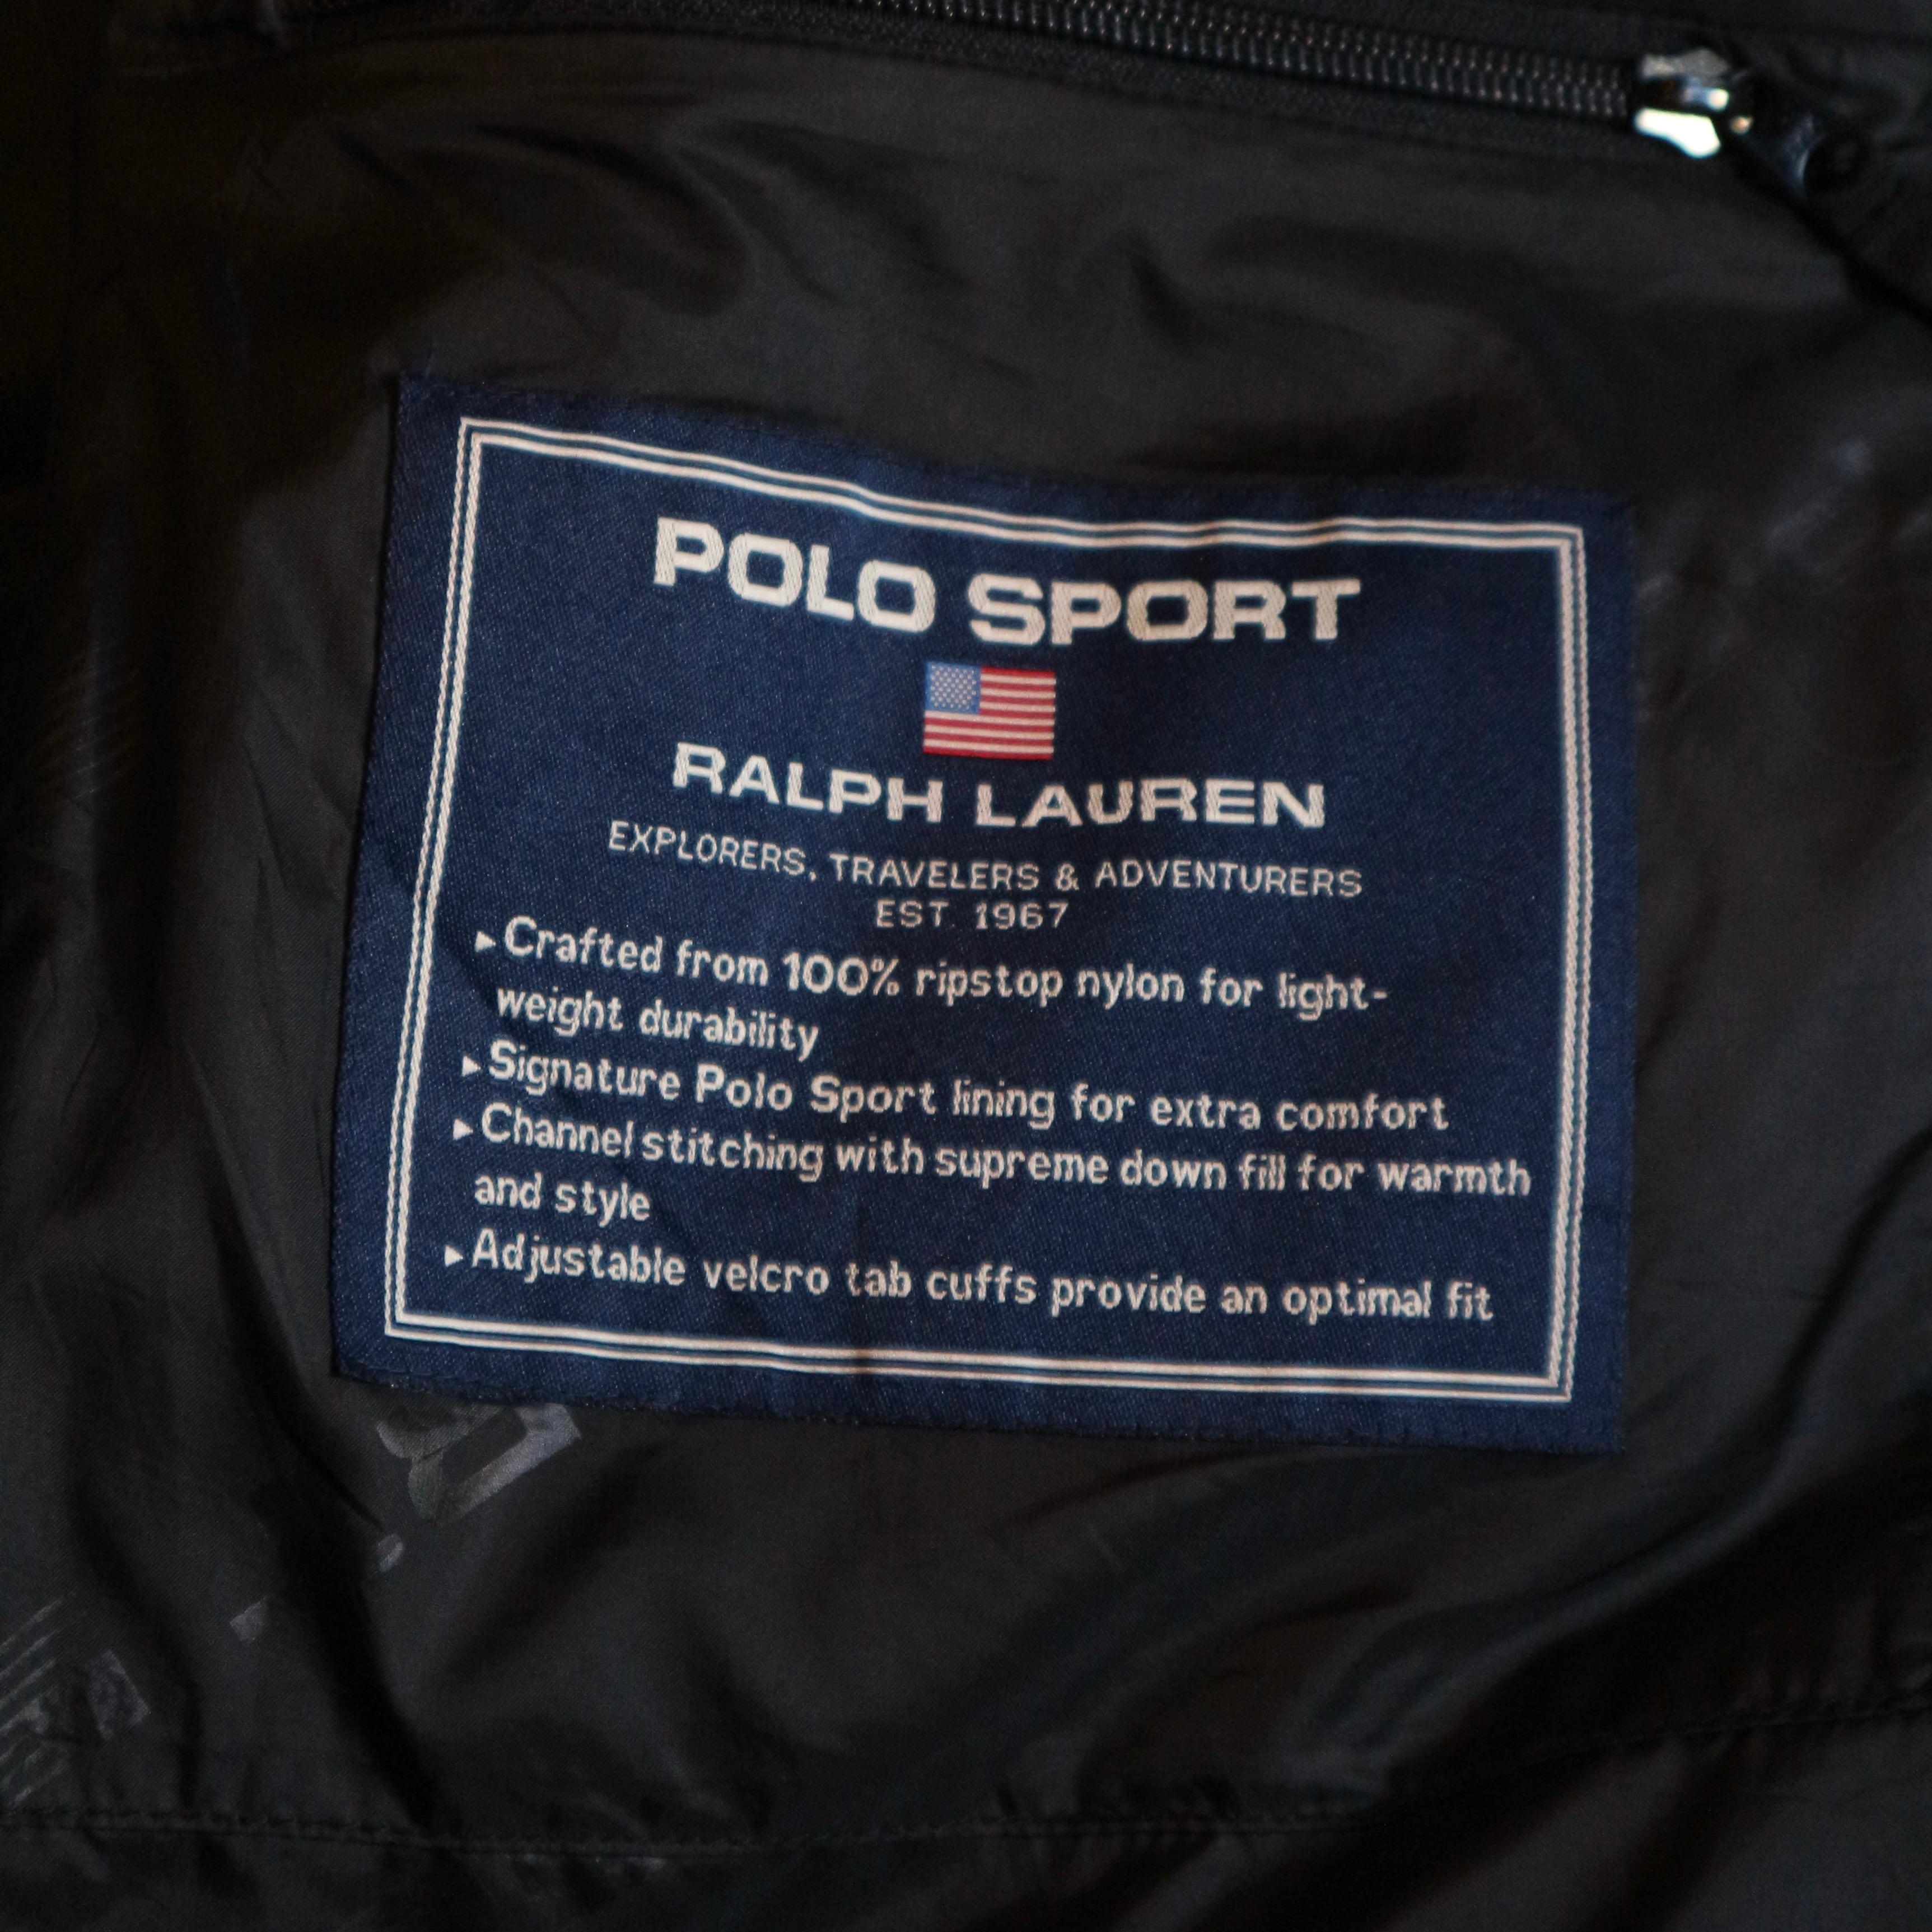 POLO SPORT
RALPH LAUREN
EXPLORERS, TRAVELERS & ADVENTURERS
EST. 1967
▸Crafted from 100% ripstop nylon for light-
weight durability
▸Signature Polo Sport lining for extra comfort
▸Channel stitching with supreme down fill for warmth
and style
▸Adjustable velcro tab cuffs provide an optimal fit